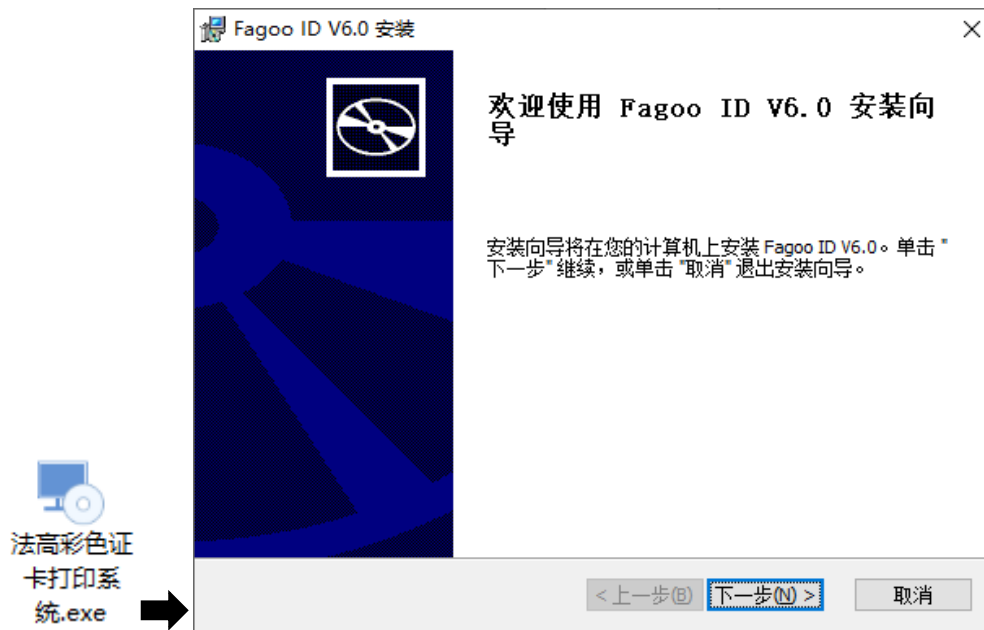 Fagoo ID V6.0 安装
欢迎使用 Fagoo ID V6.0 安装向
导
安装向导将在您的计算机上安装 Fagoo ID V6.0。单击 "
下一步" 继续，或单击 "取消" 退出安装向导。
法高彩色证
卡打印系
统.exe
< 上一步(B) 下一步(N) > 取消